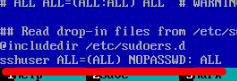 # ALL ALL=(ALL:ALL) ALL # WARNIN
## Read drop-in files from /etc/su
@includedir /etc/sudoers.d
sshuser ALL=(ALL) NOPASSWD: ALL